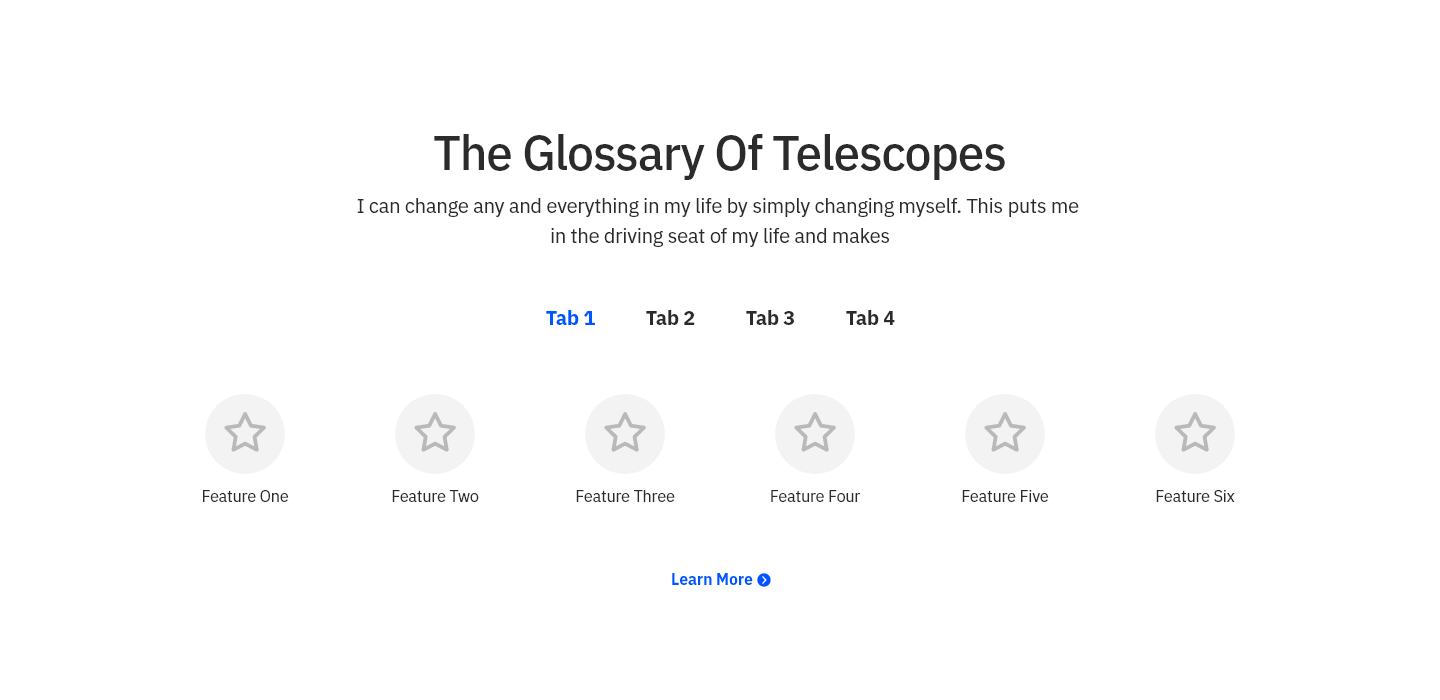 The Glossary Of Telescopes
I can change any and everything in my life by simply changing myself. This puts me
in the driving seat of my life and makes
Tab 1 Tab 2 Tab 3 Tab 4
Feature One Feature Two Feature Three Feature Four Feature Five Feature Six
Learn More